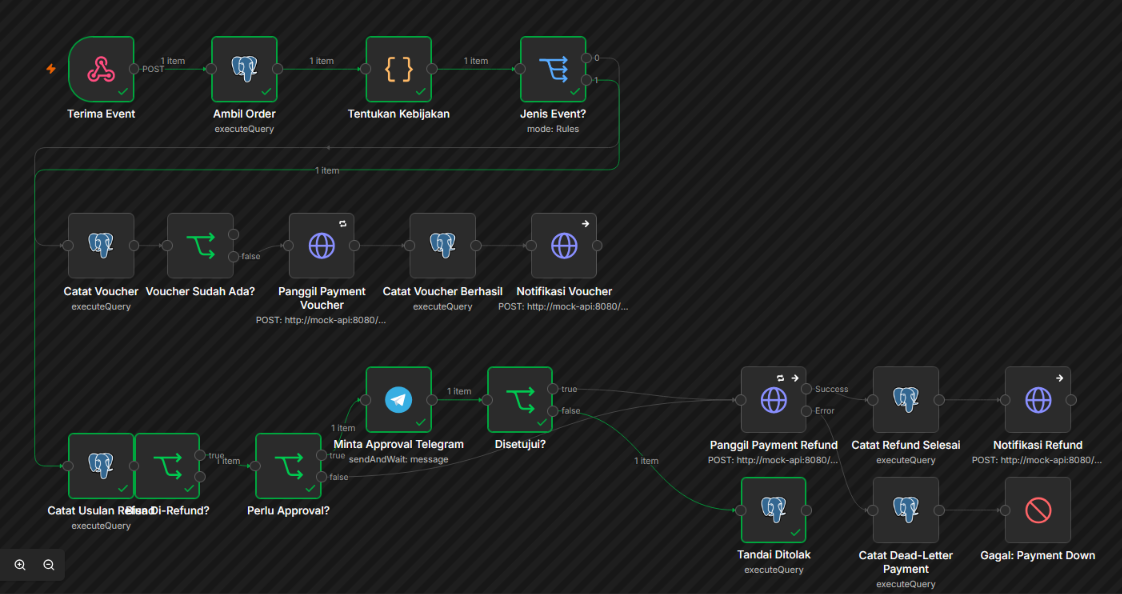 POST
1 item
1 item
1 item
0
1
Terima Event
Ambil Order
executeQuery
Tentukan Kebijakan
Jenis Event?
mode: Rules
1 item
false
Catat Voucher
executeQuery
Voucher Sudah Ada?
Panggil Payment
Voucher
POST: http://mock-api:8080/...
Catat Voucher Berhasil
executeQuery
Notifikasi Voucher
POST: http://mock-api:8080/...
1 item
true
false
Success
Error
Minta Approval Telegram
sendAndWait: message
Disetujui?
Panggil Payment Refund
POST: http://mock-api:8080/...
Catat Refund Selesai
executeQuery
Notifikasi Refund
POST: http://mock-api:8080/...
true
1 item
1 item
true
false
1 item
Catat Usulan
executeQuery
Di-Refund?
Perlu Approval?
Tandai Ditolak
executeQuery
Catat Dead-Letter
Payment
executeQuery
Gagal: Payment Down